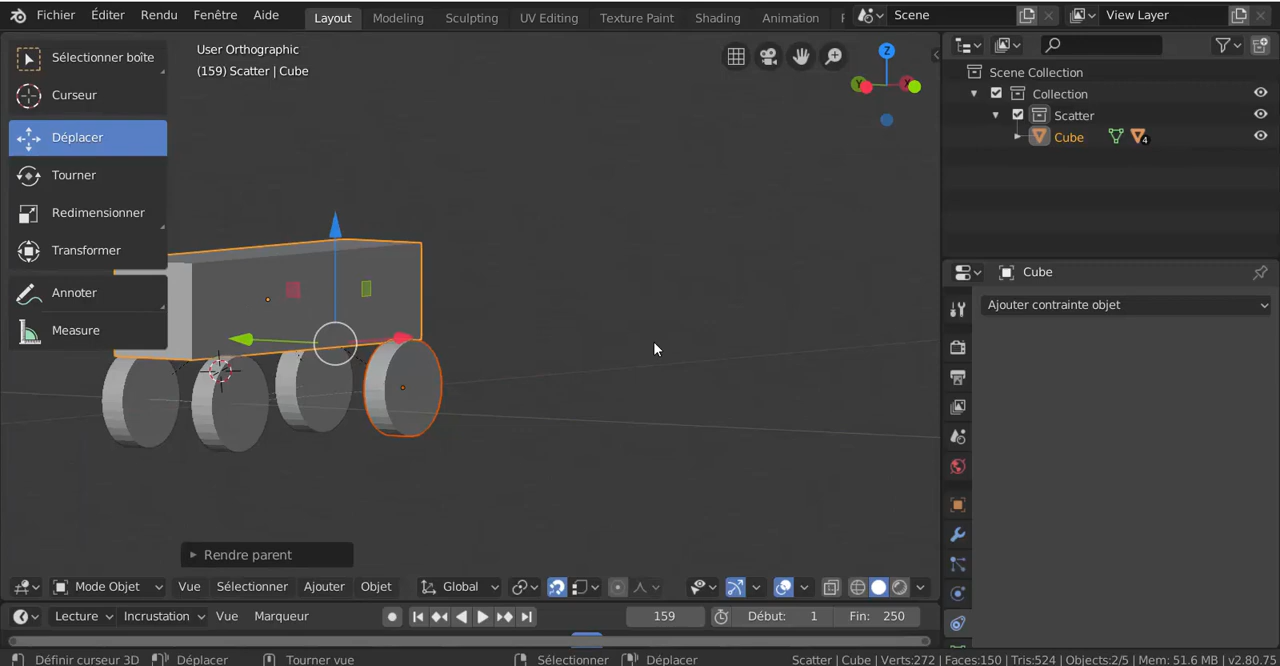 Fichier Éditer Rendu Fenêtre Aide Layout Modeling Sculpting UV Editing Texture Paint Shading Animation Scene View Layer
Sélectionner boîte
Curseur
Déplacer
Tourner
Redimensionner
Transformer
Annoter
Measure
User Orthographic
(159) Scatter | Cube
Z
Y
X
Scene Collection
Collection
Scatter
Cube 4
Cube
Ajouter contrainte objet
Rendre parent
Mode Objet Vue Sélectionner Ajouter Objet Global
Lecture Incrustation Vue Marqueur 159 Début: 1 Fin: 250
Définir curseur 3D Déplacer Tourner vue Sélectionner Déplacer Scatter | Cube | Verts:272 | Faces:150 | Tris:524 | Objects:2/5 | Mem: 51.6 MB | v2.80.75